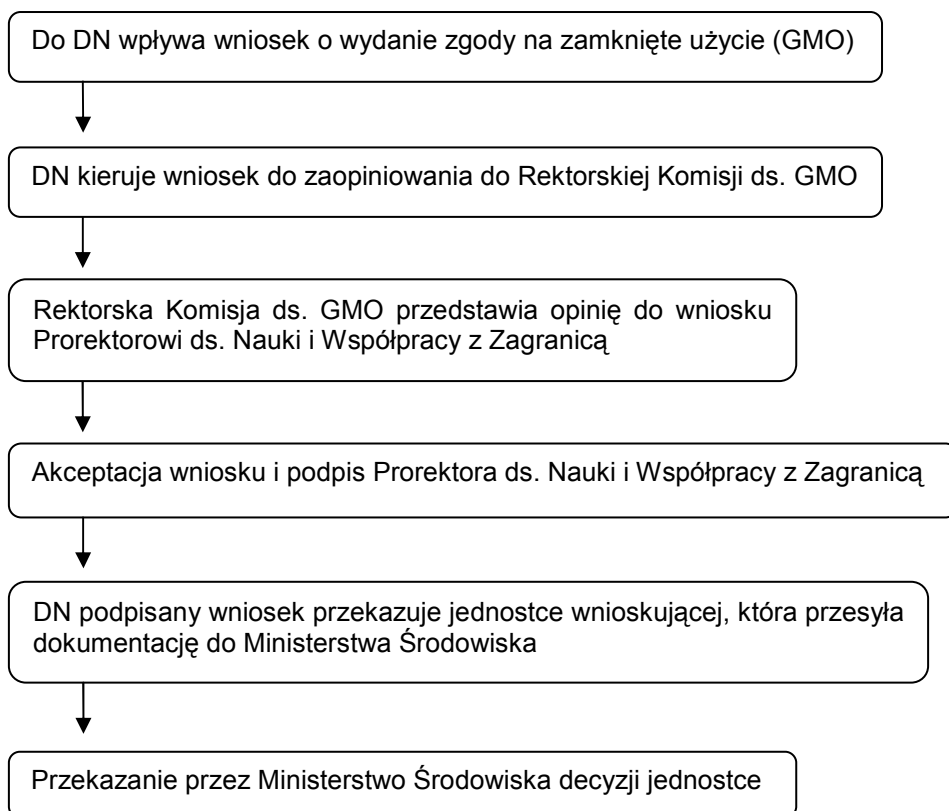 Do DN wpływa wniosek o wydanie zgody na zamknięte użycie (GMO)
DN kieruje wniosek do zaopiniowania do Rektorskiej Komisji ds. GMO
Rektorska Komisja ds. GMO przedstawia opinię do wniosku
Prorektorowi ds. Nauki i Współpracy z Zagranicą
Akceptacja wniosku i podpis Prorektora ds. Nauki i Współpracy z Zagranicą
DN podpisany wniosek przekazuje jednostce wnioskującej, która przesyła
dokumentację do Ministerstwa Środowiska
Przekazanie przez Ministerstwo Środowiska decyzji jednostce